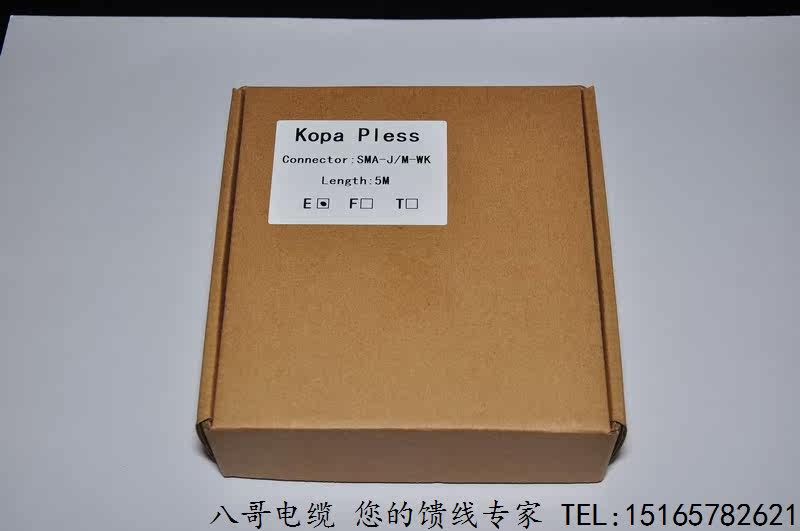 Kopa Pless
Connector:SMA-J/M-WK
Length:5M
E F T
八哥电缆 您的馈线专家 TEL:15165782621